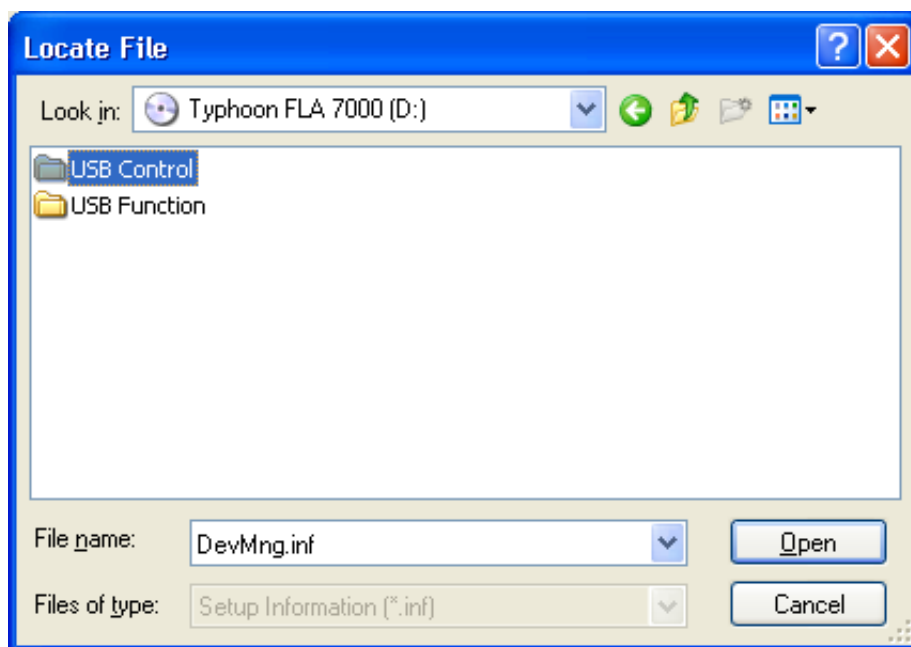 Locate File
Look in: Typhoon FLA 7000 (D:)
USB Control
USB Function
File name: DevMng.inf Open
Files of type: Setup Information (*.inf) Cancel